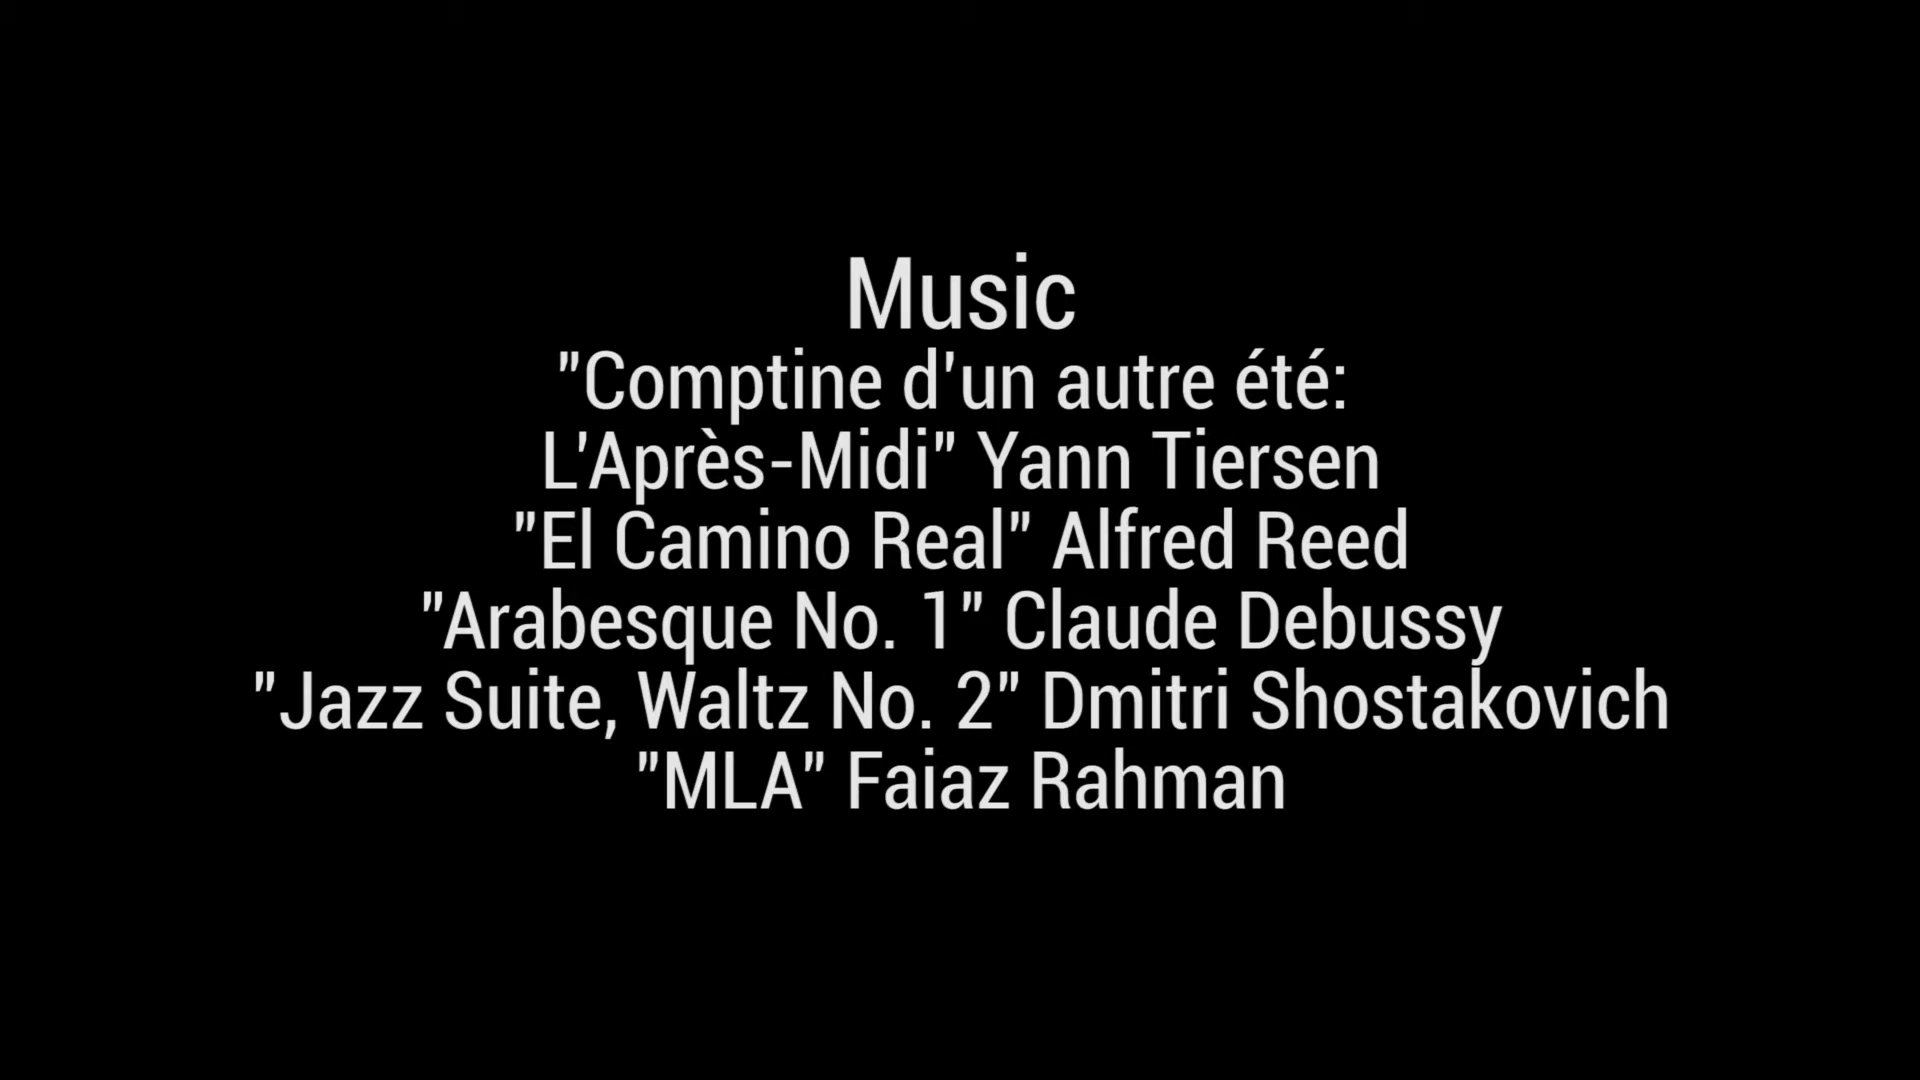 Music
"Comptine d'un autre été:
L'Après-Midi" Yann Tiersen
"El Camino Real" Alfred Reed
"Arabesque No. 1" Claude Debussy
"Jazz Suite, Waltz No. 2" Dmitri Shostakovich
"MLA" Faiaz Rahman